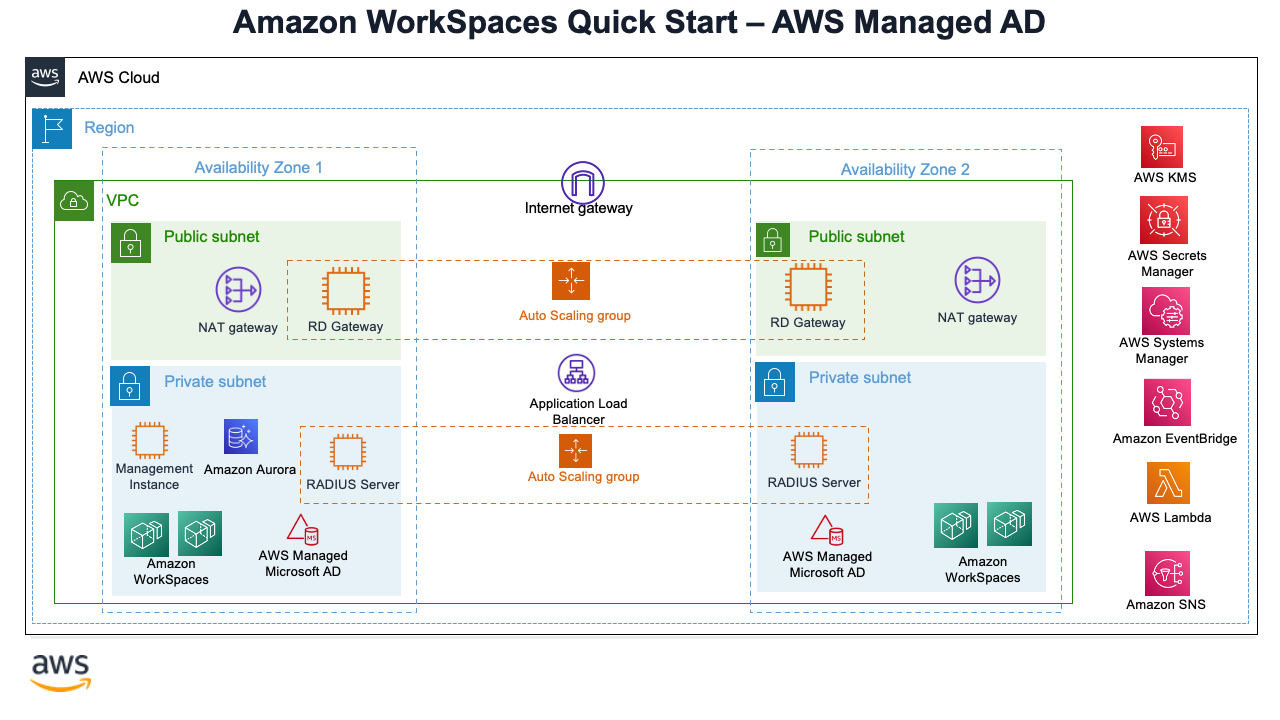 Amazon WorkSpaces Quick Start – AWS Managed AD
aws
AWS Cloud
Region
Availability Zone 1
Availability Zone 2
VPC
Internet gateway
Public subnet
NAT gateway
RD Gateway
Auto Scaling group
Public subnet
RD Gateway
NAT gateway
Private subnet
Application Load
Balancer
Private subnet
Management
Instance
Amazon Aurora
RADIUS Server
Auto Scaling group
RADIUS Server
Amazon
WorkSpaces
MS
AWS Managed
Microsoft AD
MS
AWS Managed
Microsoft AD
Amazon
WorkSpaces
AWS KMS
AWS Secrets
Manager
AWS Systems
Manager
Amazon EventBridge
AWS Lambda
Amazon SNS
aws